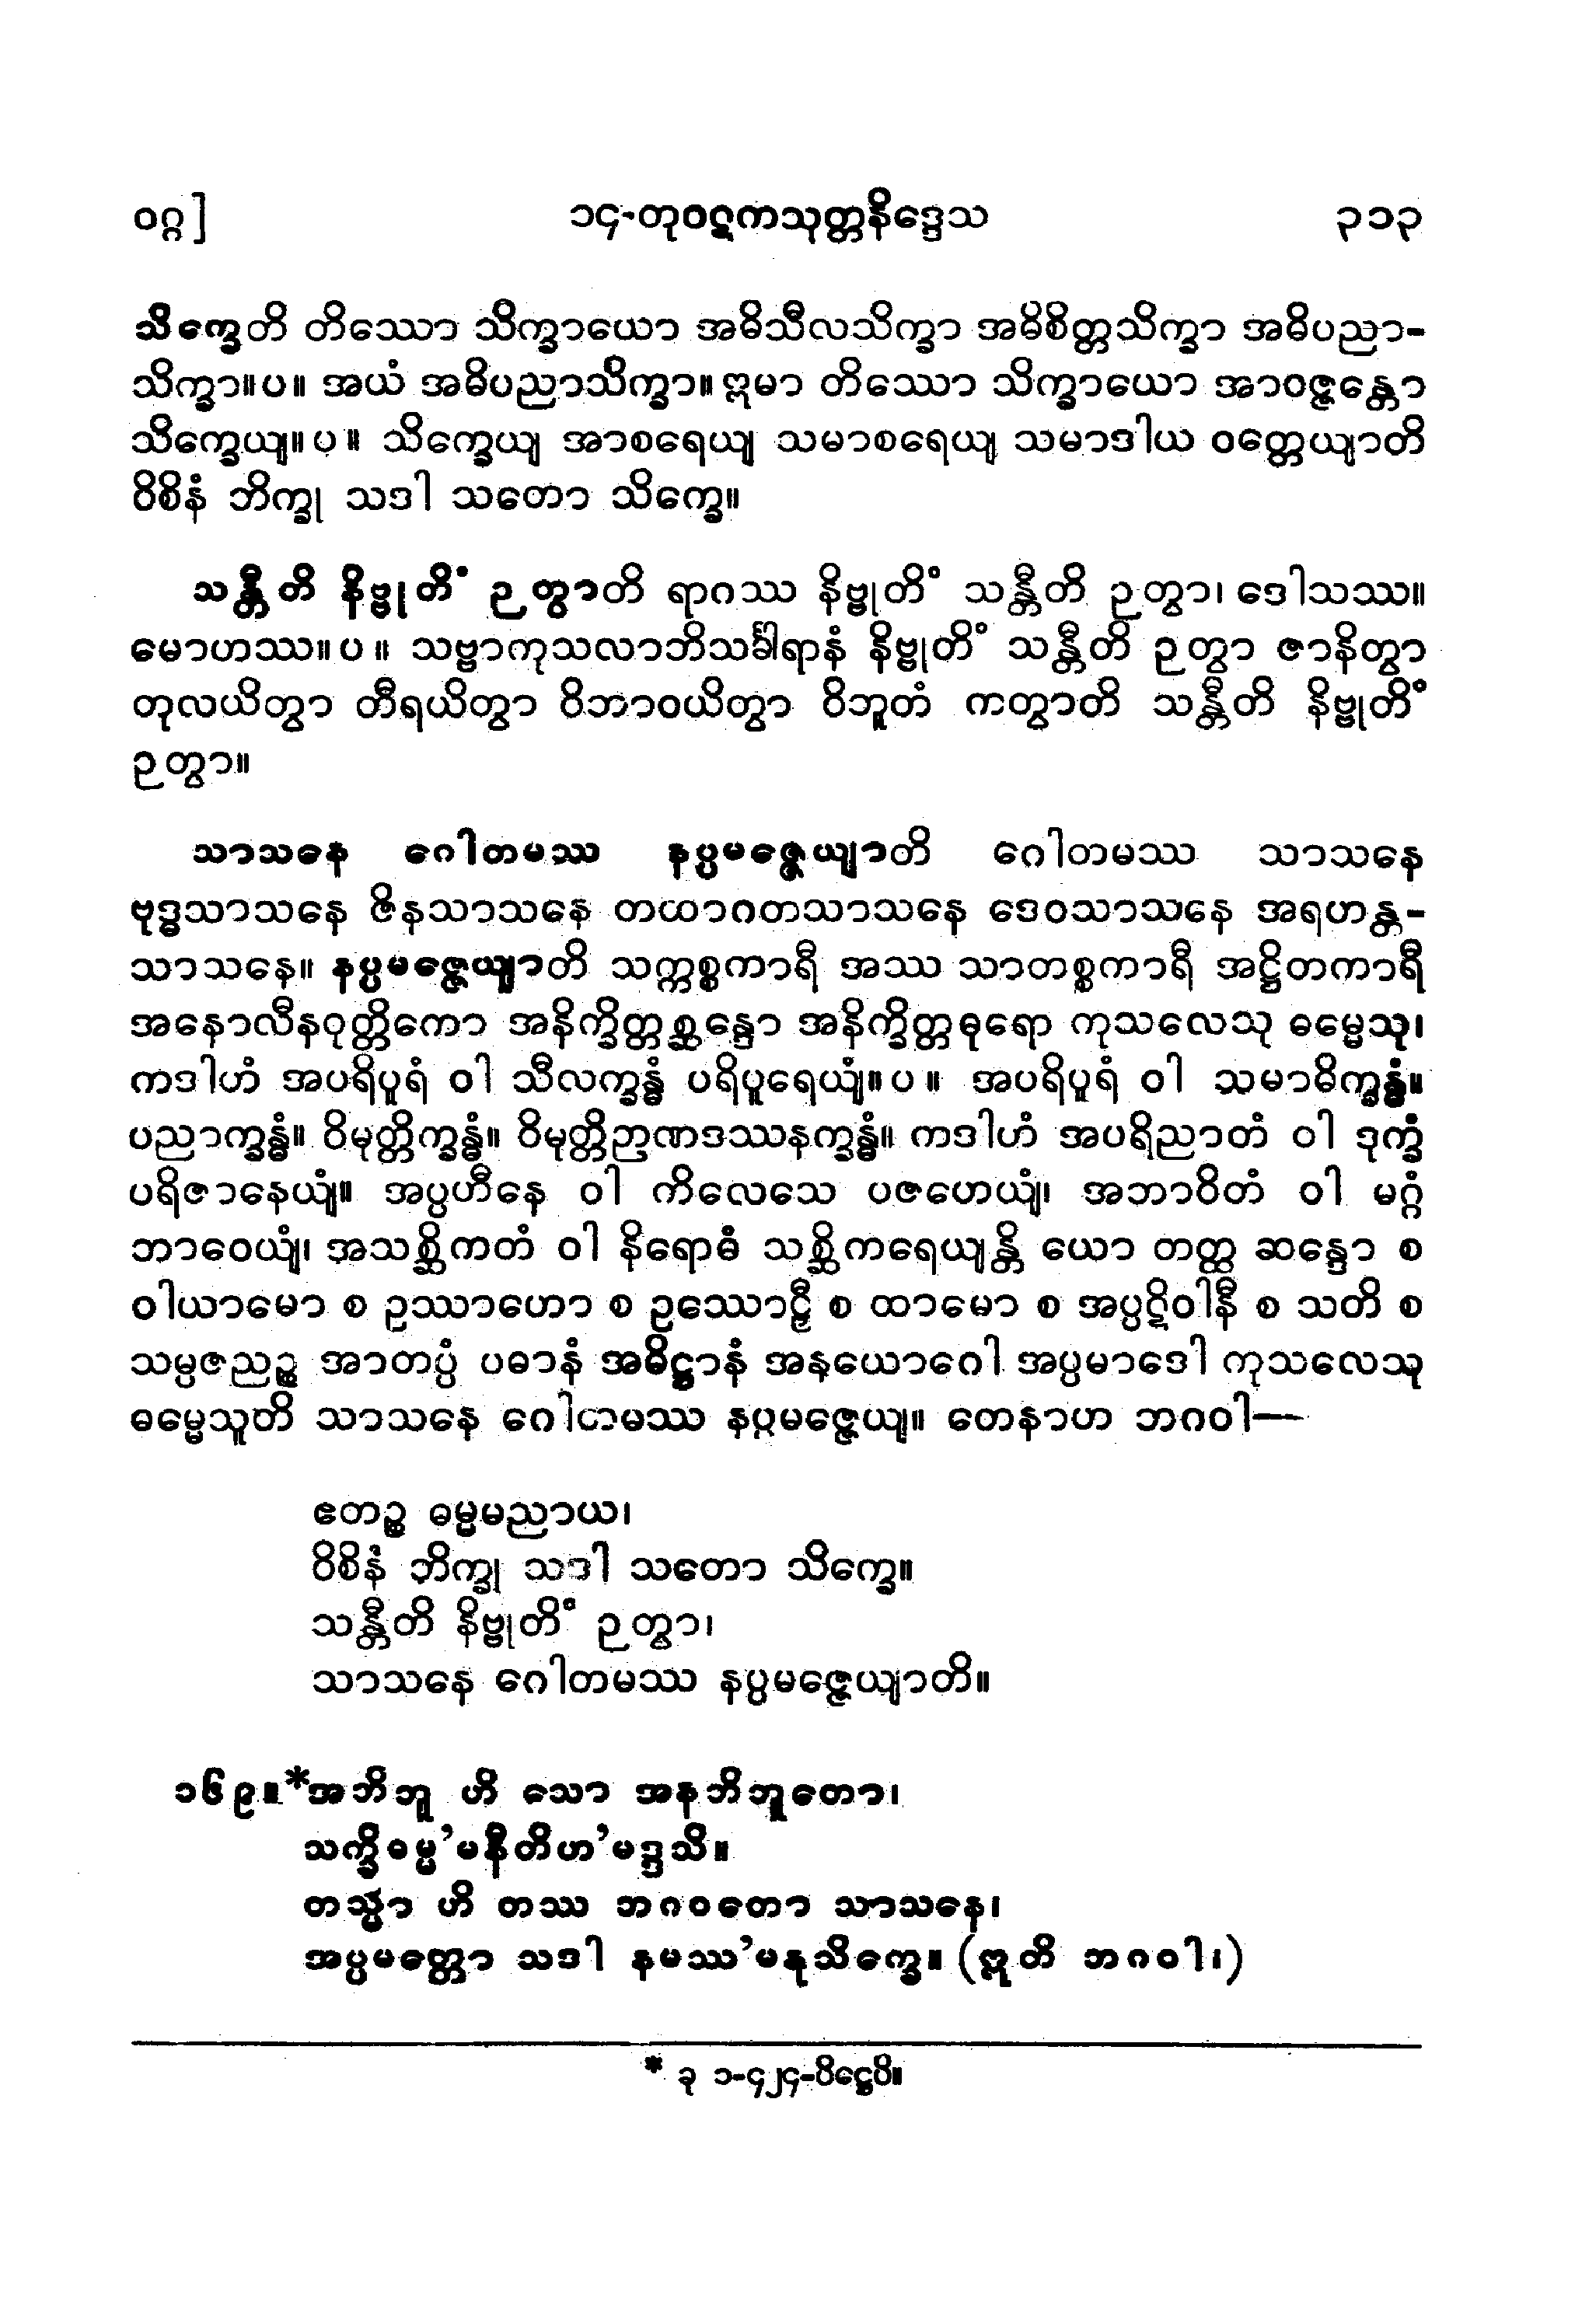 ဝဂ္ဂ] ၁၄-တုဝဋ္ဋကသုတ္တနိဒ္ဒေသ ၃၁၃
သိက္ခေတိ တိဿော သိက္ခာယော အဓိသီလသိက္ခာ အဓိစိတ္တသိက္ခာ အဓိပညာ-
သိက္ခာ။ပ။ အယံ အဓိပညာသိက္ခာ။ ဣမာ တိဿော သိက္ခာယော အာဝဇ္ဇန္တော
သိက္ခေယျ။ပ။ သိက္ခေယျ အာစရေယျ သမာစရေယျ သမာဒါယ ဝတ္တေယျာတိ
ဝိစိနံ ဘိက္ခု သဒါ သတော သိက္ခေ။
သန္တီတိ နိဗ္ဗုတိံ ဉတွာတိ ရာဂဿ နိဗ္ဗုတိံ သန္တီတိ ဉတွာ၊ ဒေါသဿ။
မောဟဿ။ပ။ သဗ္ဗာကုသလာဘိသင်္ခါရာနံ နိဗ္ဗုတိံ သန္တီတိ ဉတွာ ဇာနိတွာ
တုလယိတွာ တီရယိတွာ ဝိဘာဝယိတွာ ဝိဘူတံ ကတွာတိ သန္တီတိ နိဗ္ဗုတိံ
ဉတွာ။
သာသနေ ဂေါတမဿ နပ္ပမဇ္ဇေယျာတိ ဂေါတမဿ သာသနေ
ဗုဒ္ဓသာသနေ ဇိနသာသနေ တထာဂတသာသနေ ဒေဝသာသနေ အရဟန္တ-
သာသနေ။ နပ္ပမဇ္ဇေယျာတိ သက္ကစ္စကာရီ အဿ သာတစ္စကာရီ အဋ္ဌိတကာရီ
အနောလီနဝုတ္တိကော အနိက္ခိတ္တစ္ဆန္ဒော အနိက္ခိတ္တဓုရော ကုသလေသု ဓမ္မေသု၊
ကဒါဟံ အပရိပူရံ ဝါ သီလက္ခန္ဓံ ပရိပူရေယျံ။ပ။ အပရိပူရံ ဝါ သမာဓိက္ခန္ဓံ။
ပညာက္ခန္ဓံ။ ဝိမုတ္တိက္ခန္ဓံ။ ဝိမုတ္တိဉာဏဒဿနက္ခန္ဓံ။ ကဒါဟံ အပရိညာတံ ဝါ ဒုက္ခံ
ပရိဇာနေယျံ။ အပ္ပဟီနေ ဝါ ကိလေသေ ပဇဟေယျံ၊ အဘာဝိတံ ဝါ မဂ္ဂံ
ဘာဝေယျံ၊ အသစ္ဆိကတံ ဝါ နိရောဓံ သစ္ဆိကရေယျန္တိ ယော တတ္ထ ဆန္ဒော စ
ဝါယာမော စ ဥဿာဟော စ ဥဿောဠှီ စ ထာမော စ အပ္ပဋိဝါနီ စ သတိ စ
သမ္ပဇညဉ္စ အာတပ္ပံ ပဓာနံ အဓိဋ္ဌာနံ အနုယောဂေါ အပ္ပမာဒေါ ကုသလေသု
ဓမ္မေသူတိ သာသနေ ဂေါတမဿ နပ္ပမဇ္ဇေယျ။ တေနာဟ ဘဂဝါ—
ဧတဉ္စ ဓမ္မမညာယ၊
ဝိစိနံ ဘိက္ခု သဒါ သတော သိက္ခေ။
သန္တီတိ နိဗ္ဗုတိံ ဉတွာ၊
သာသနေ ဂေါတမဿ နပ္ပမဇ္ဇေယျာတိ။
၁၆၉။*အဘိဘူ ဟိ သော အနဘိဘူတော၊
သက္ခိဓမ္မ’မနီတိဟ’မဒ္ဒသိ။
တသ္မာ ဟိ တဿ ဘဂဝတော သာသနေ၊
အပ္ပမတ္တော သဒါ နမဿ’မနုသိက္ခေ။ (ဣတိ ဘဂဝါ၊)
* ခု ၁-၄၂၄-ပိဋ္ဌေပိ။